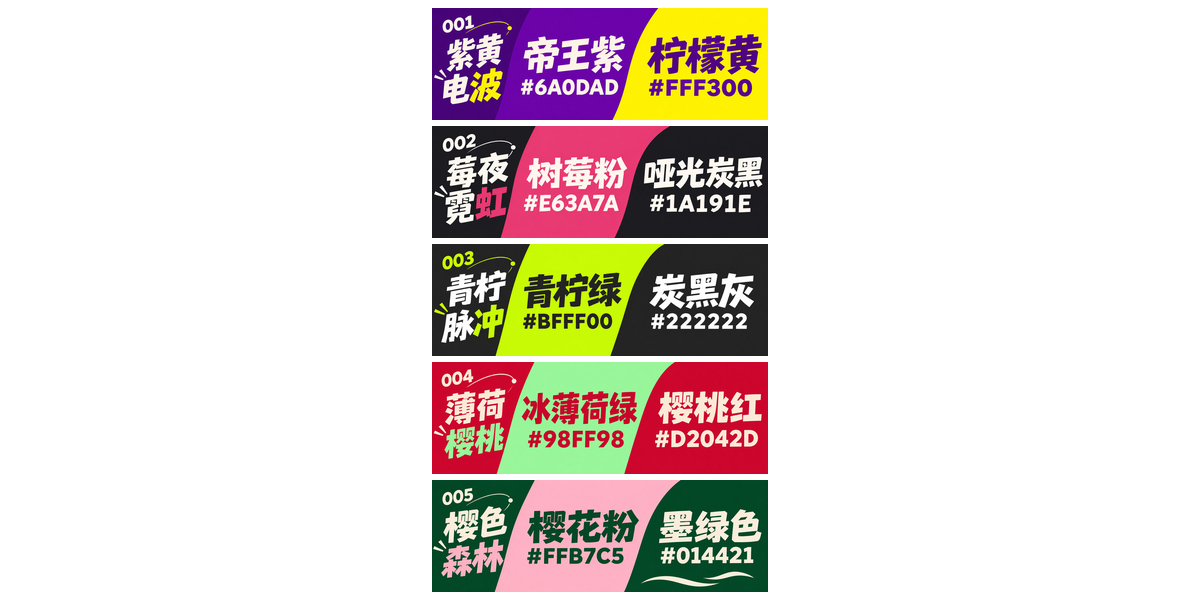 001
紫黄
电波
帝王紫
#6A0DAD
柠檬黄
#FFF300
002
莓夜
霓虹
树莓粉
#E63A7A
哑光炭黑
#1A191E
003
青柠
脉冲
青柠绿
#BFFF00
炭黑灰
#222222
004
薄荷
樱桃
冰薄荷绿
#98FF98
樱桃红
#D2042D
005
樱色
森林
樱花粉
#FFB7C5
墨绿色
#014421